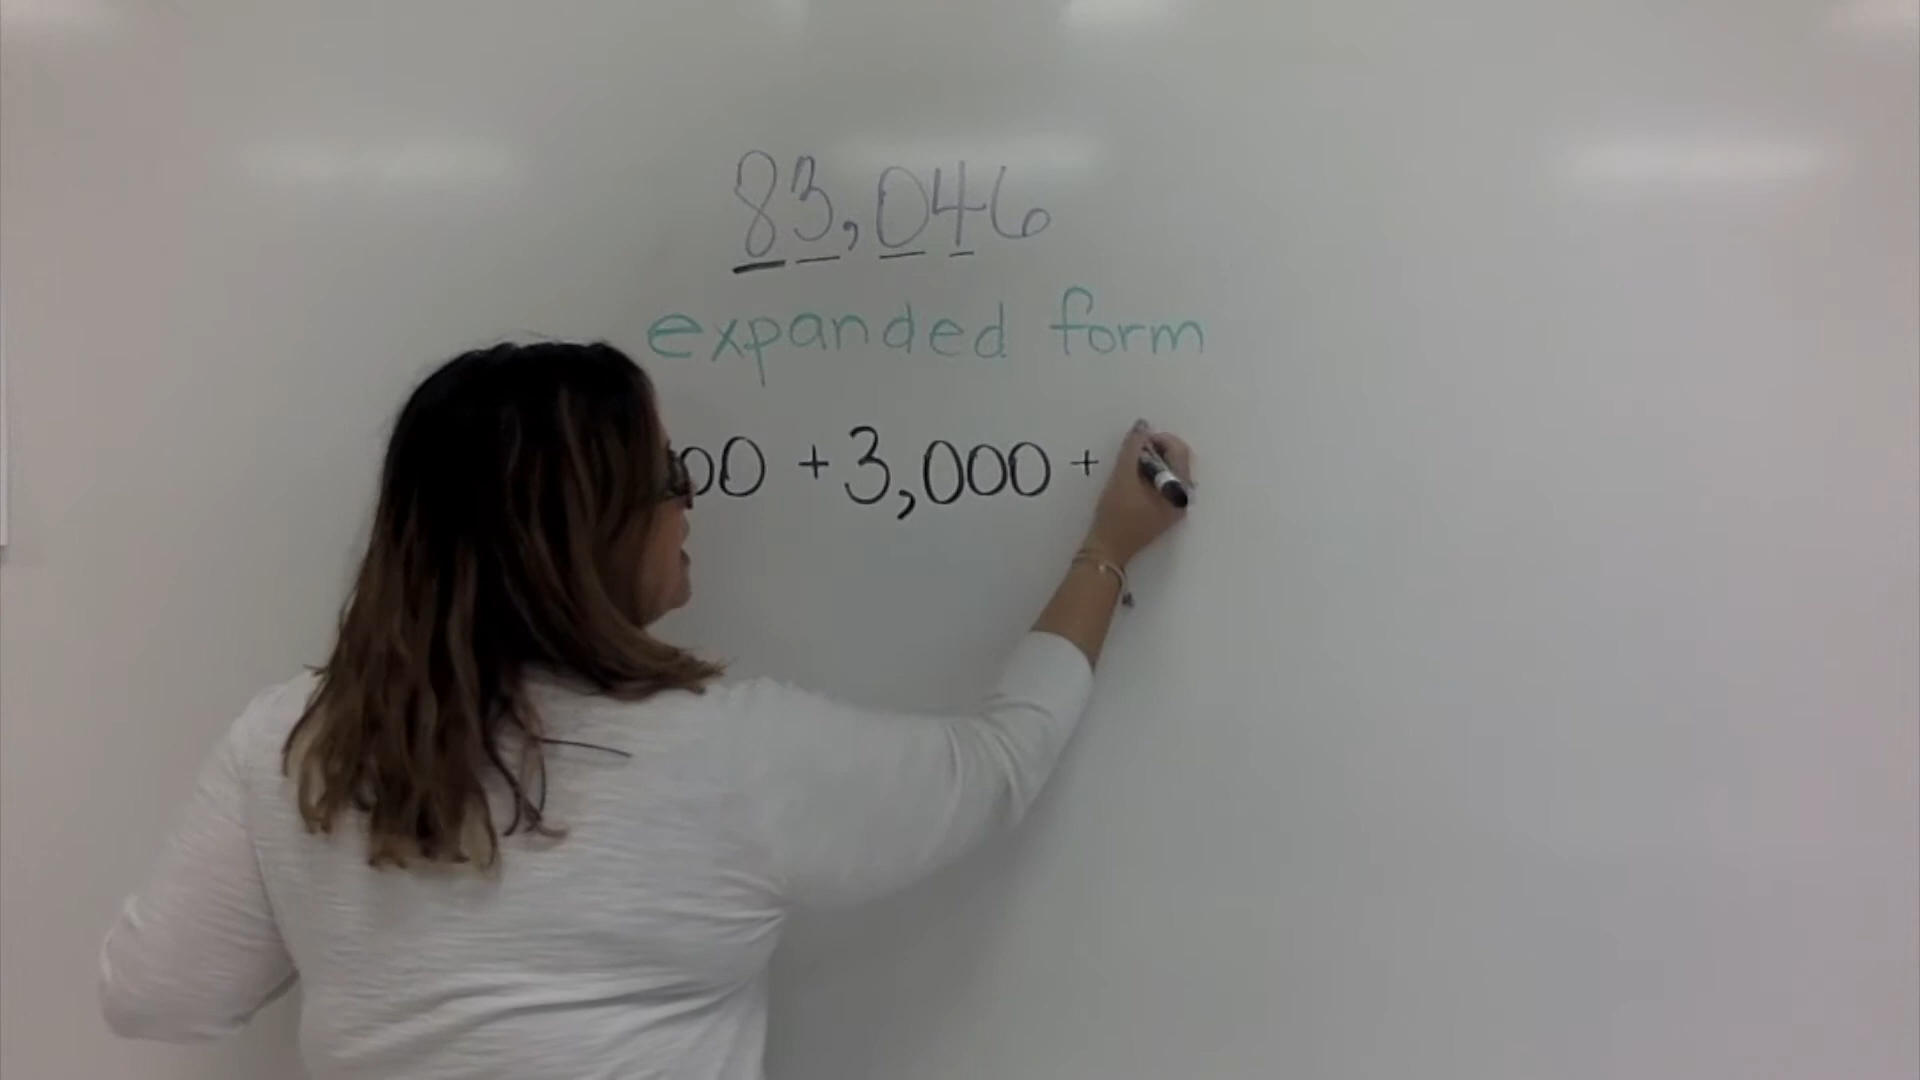 83,046
expanded form
00 + 3,000 +